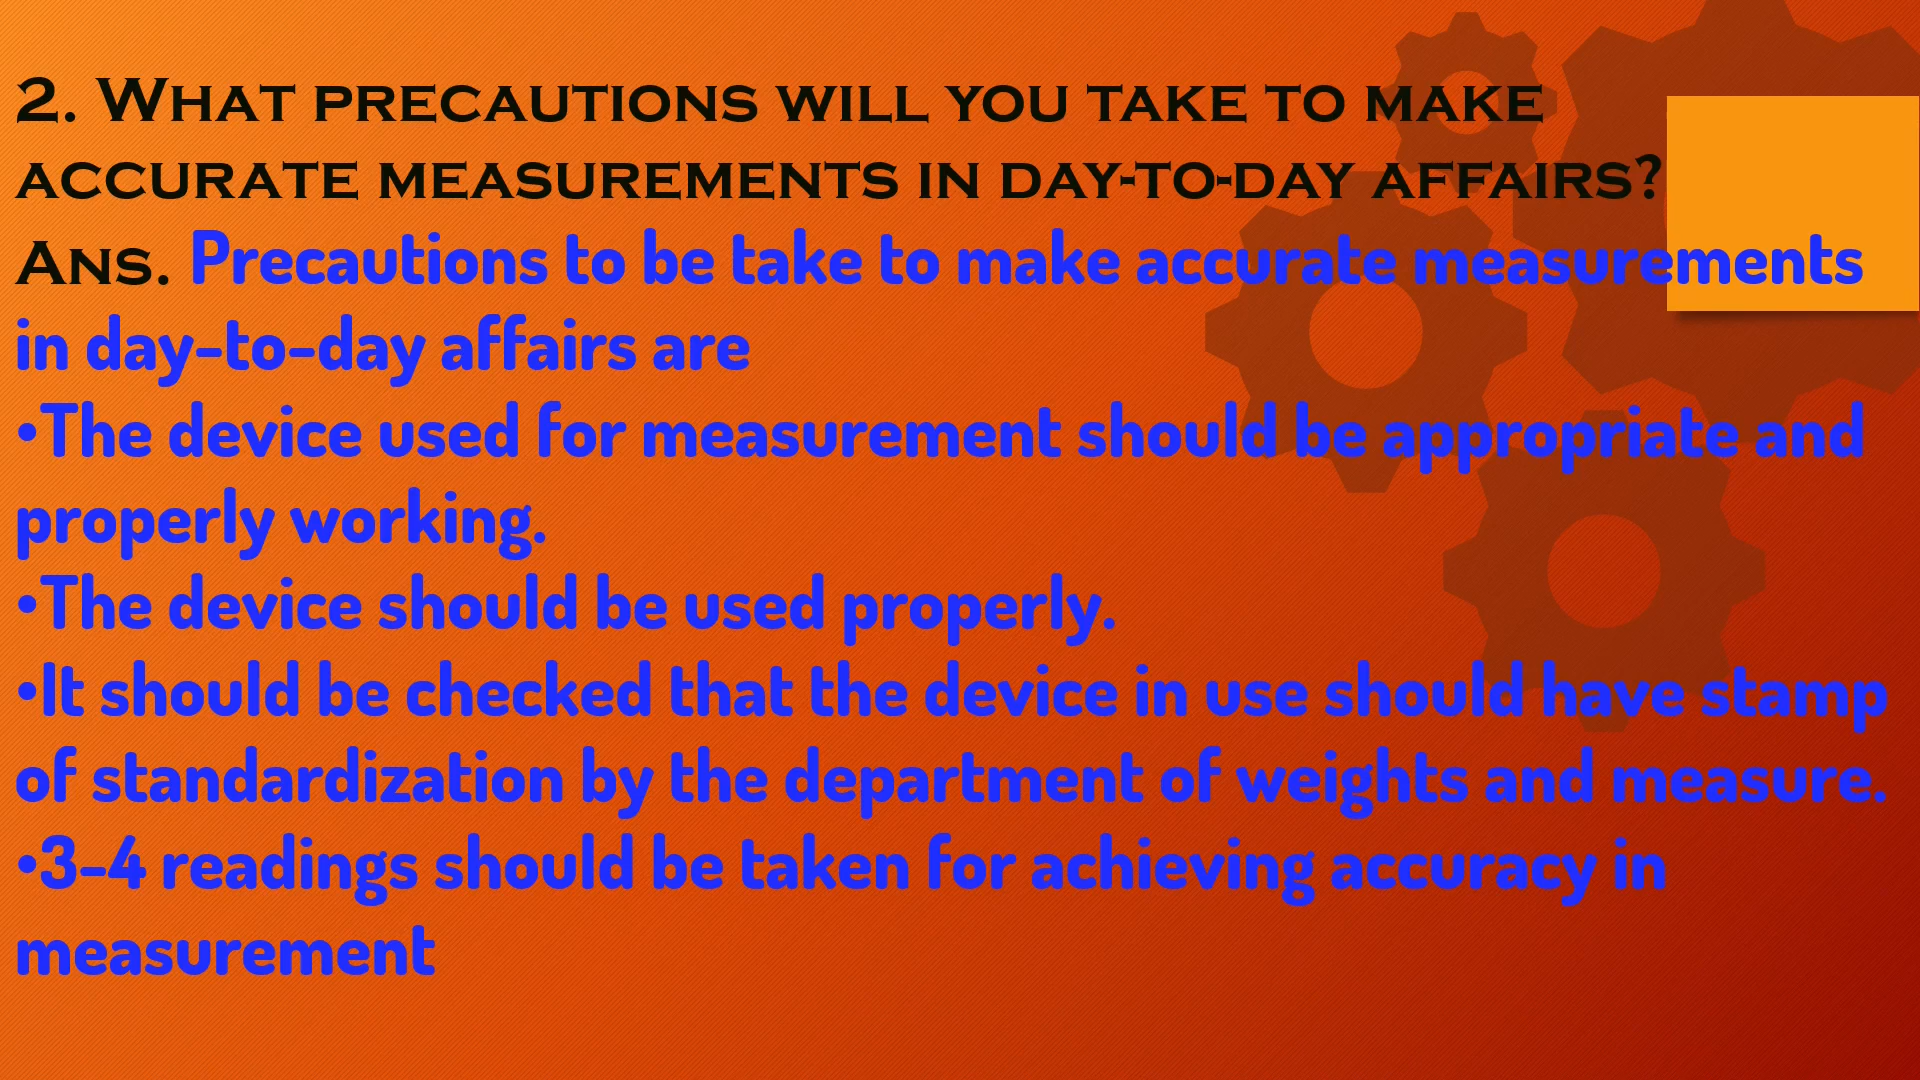 2. What precautions will you take to make
accurate measurements in day-to-day affairs?
Ans. Precautions to be take to make accurate measurements
in day-to-day affairs are
•The device used for measurement should be appropriate and
properly working.
•The device should be used properly.
•It should be checked that the device in use should have stamp
of standardization by the department of weights and measure.
•3-4 readings should be taken for achieving accuracy in
measurement